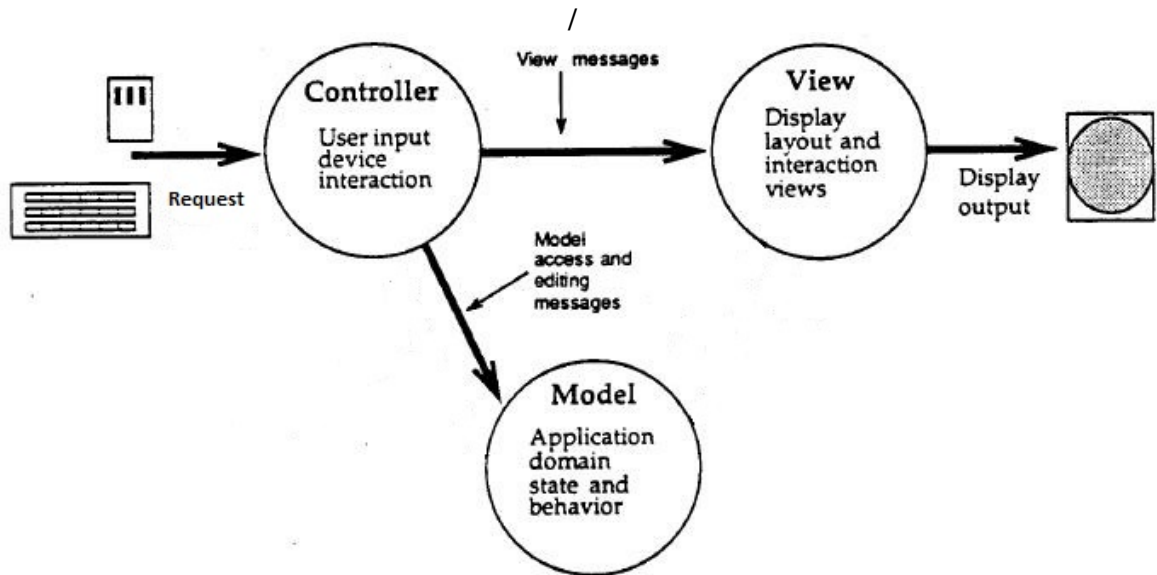 /
View messages
Controller
User input
device
interaction
View
Display
layout and
interaction
views
Request
Display
output
Model
access and
editing
messages
Model
Application
domain
state and
behavior